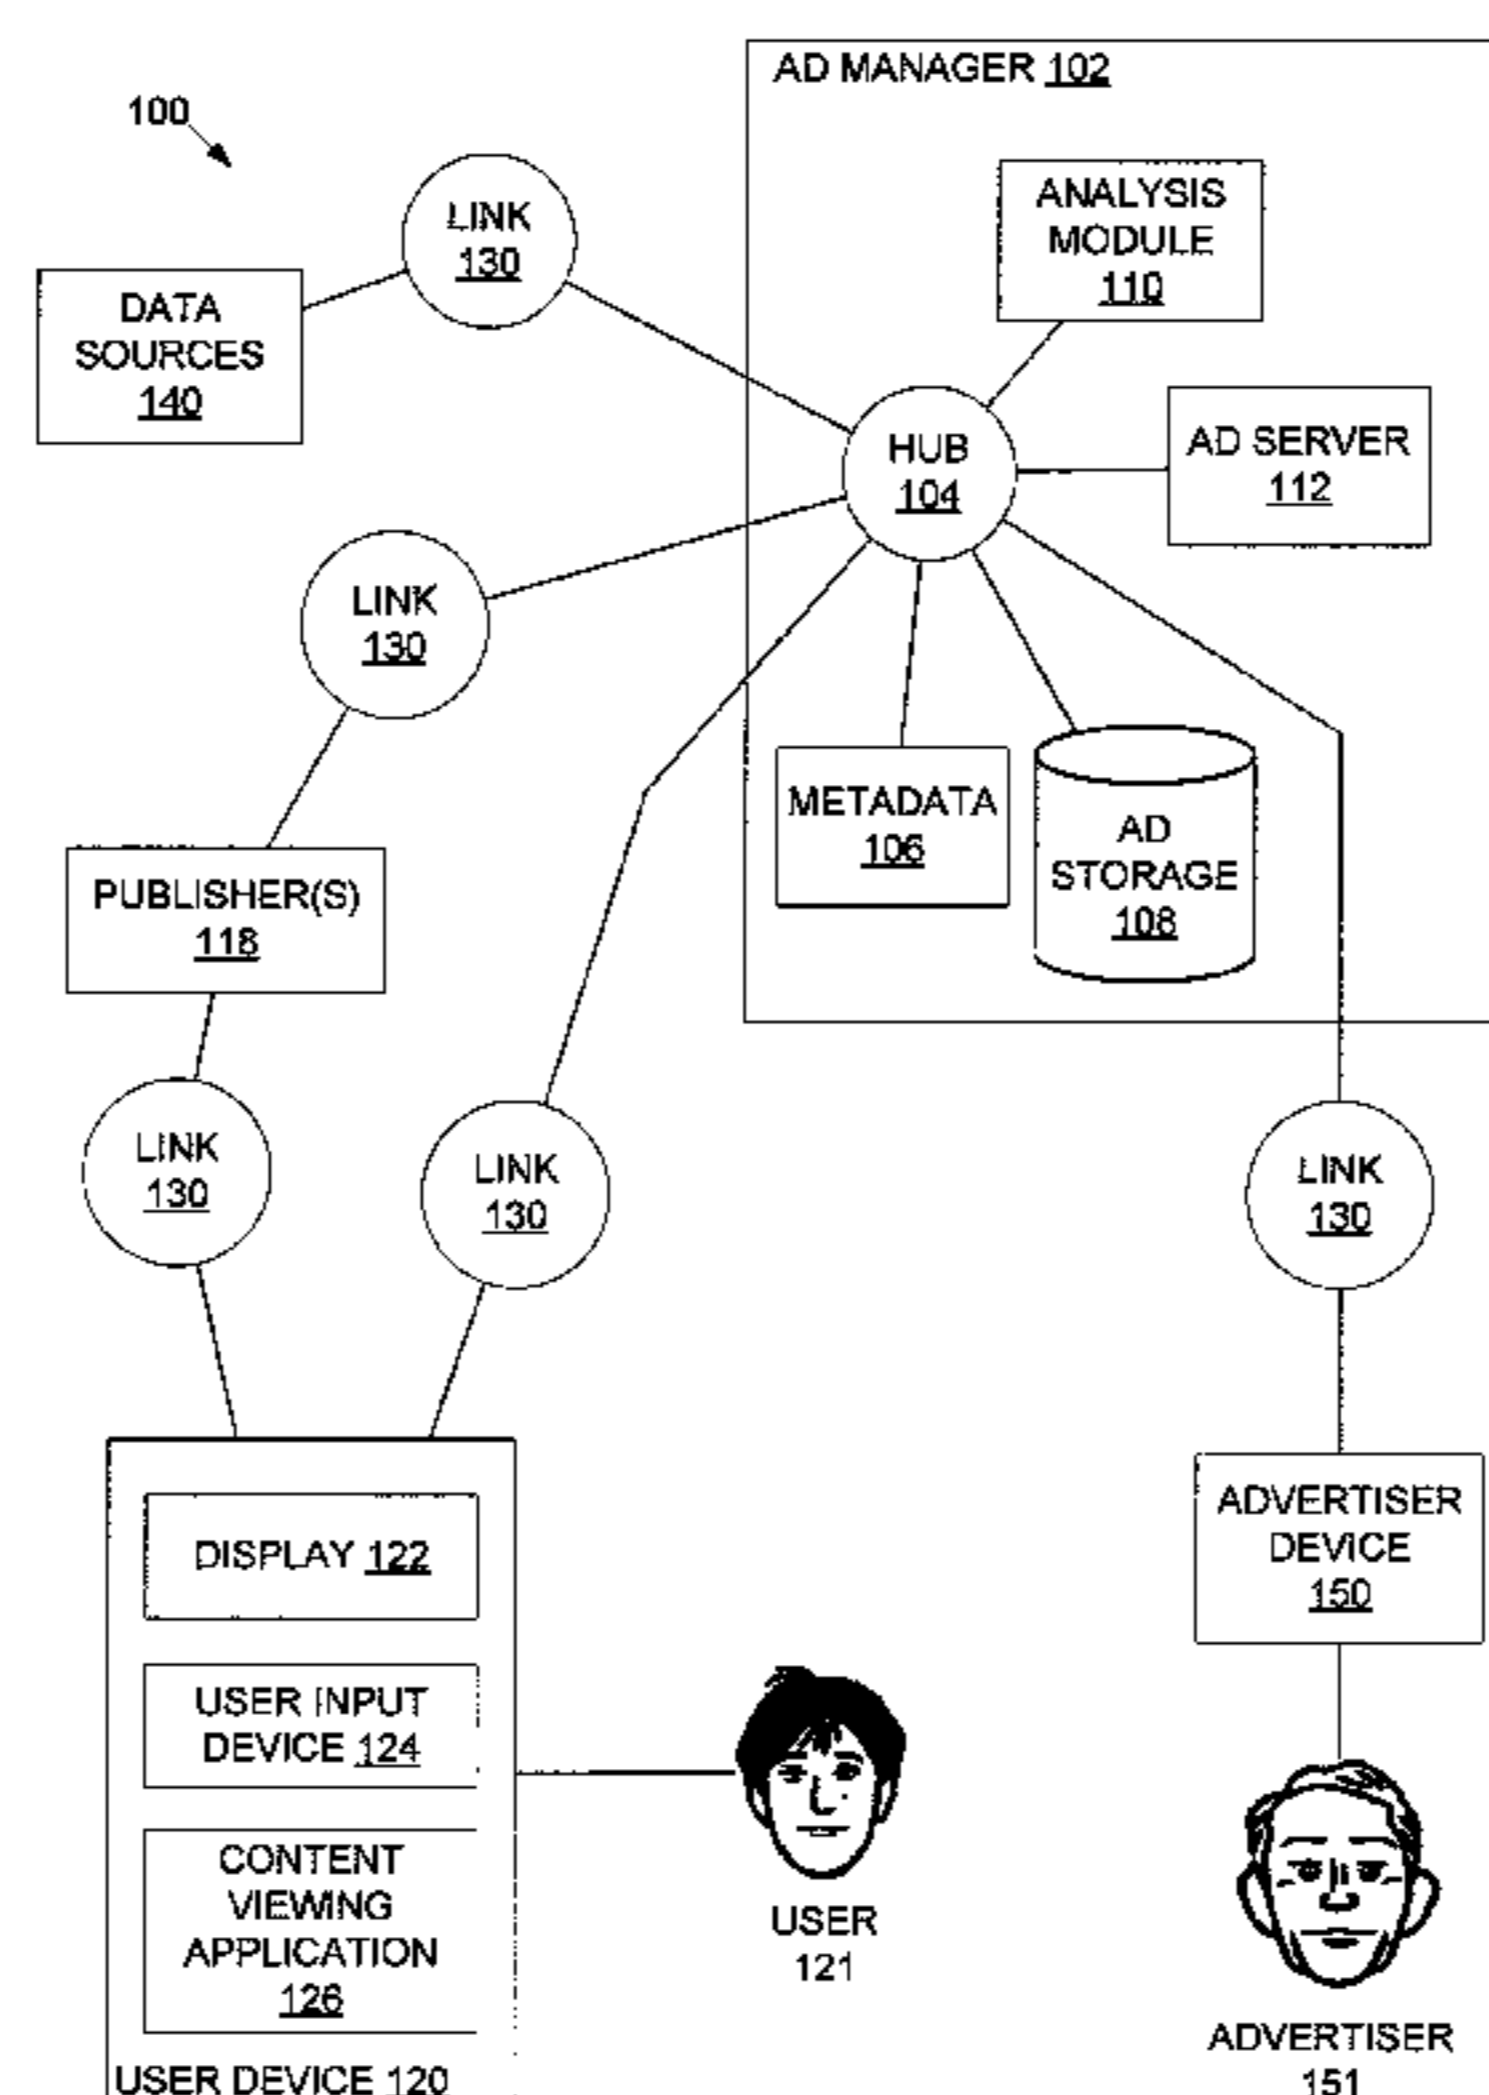 100
AD MANAGER 102
ANALYSIS
MODULE
110
LINK
130
DATA
SOURCES
140
HUB
104
AD SERVER
112
LINK
130
METADATA
106
AD
STORAGE
108
PUBLISHER(S)
118
LINK
130
LINK
130
LINK
130
DISPLAY 122
USER INPUT
DEVICE 124
CONTENT
VIEWING
APPLICATION
126
USER DEVICE 120
USER
121
ADVERTISER
DEVICE
150
ADVERTISER
151